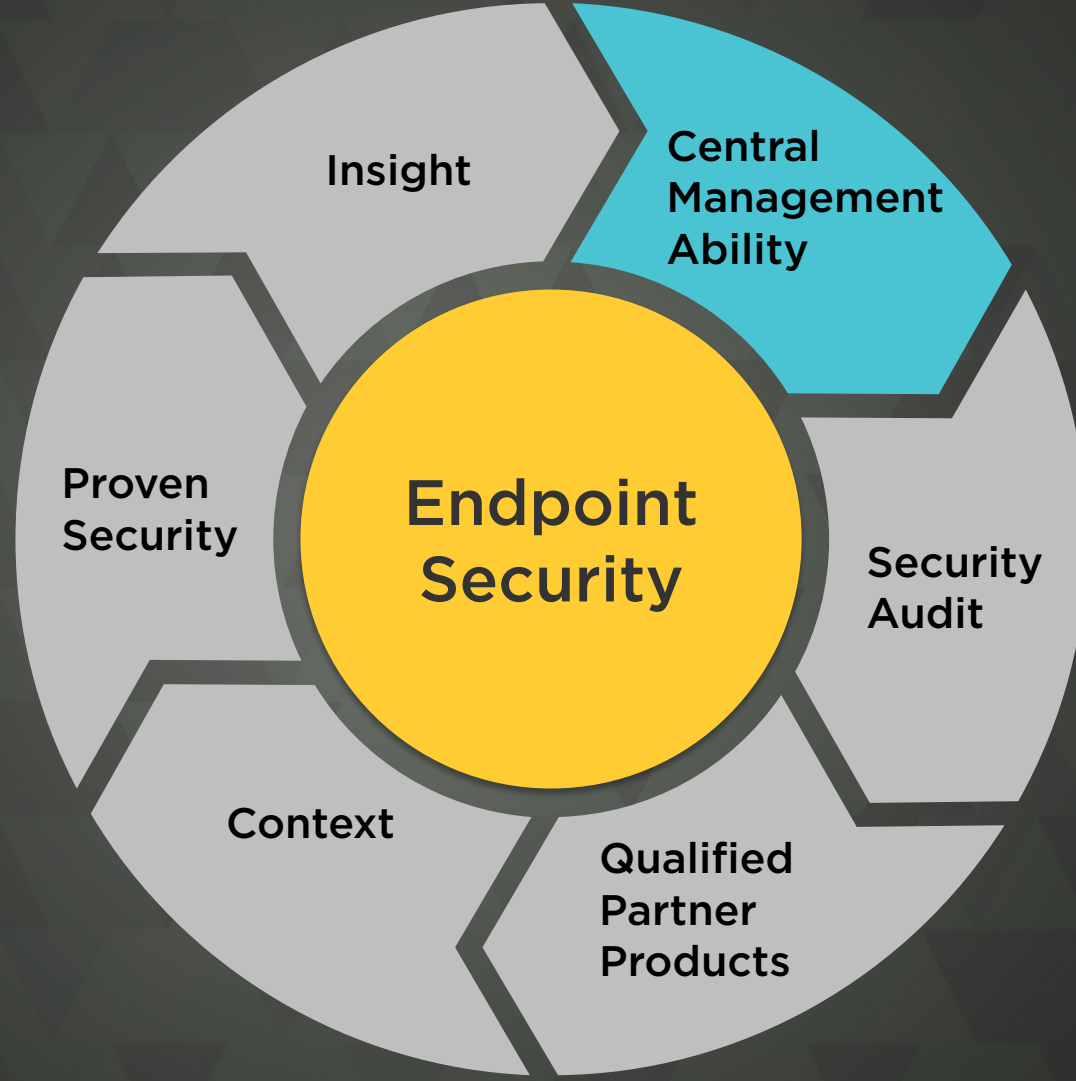 Insight
Central
Management
Ability
Proven
Security
Endpoint
Security
Security
Audit
Context
Qualified
Partner
Products